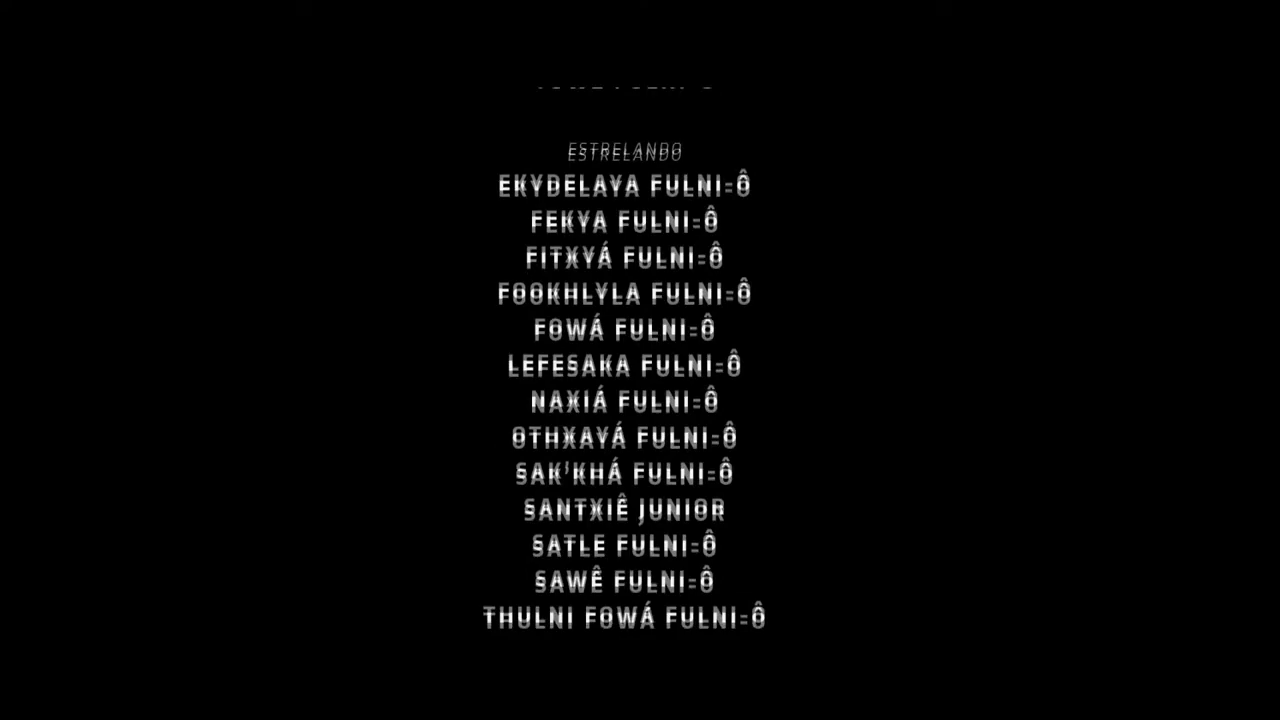 ESTRELANDO
EKYDELAYA FULNI-Ô
FEKYA FULNI-Ô
FITXYÁ FULNI-Ô
FOOKHLYLA FULNI-Ô
FOWÁ FULNI-Ô
LEFESAKA FULNI-Ô
NAXIÁ FULNI-Ô
OTHXAYÁ FULNI-Ô
SAK'KHÁ FULNI-Ô
SANTXIÊ JUNIOR
SATLE FULNI-Ô
SAWÊ FULNI-Ô
THULNI FOWÁ FULNI-Ô